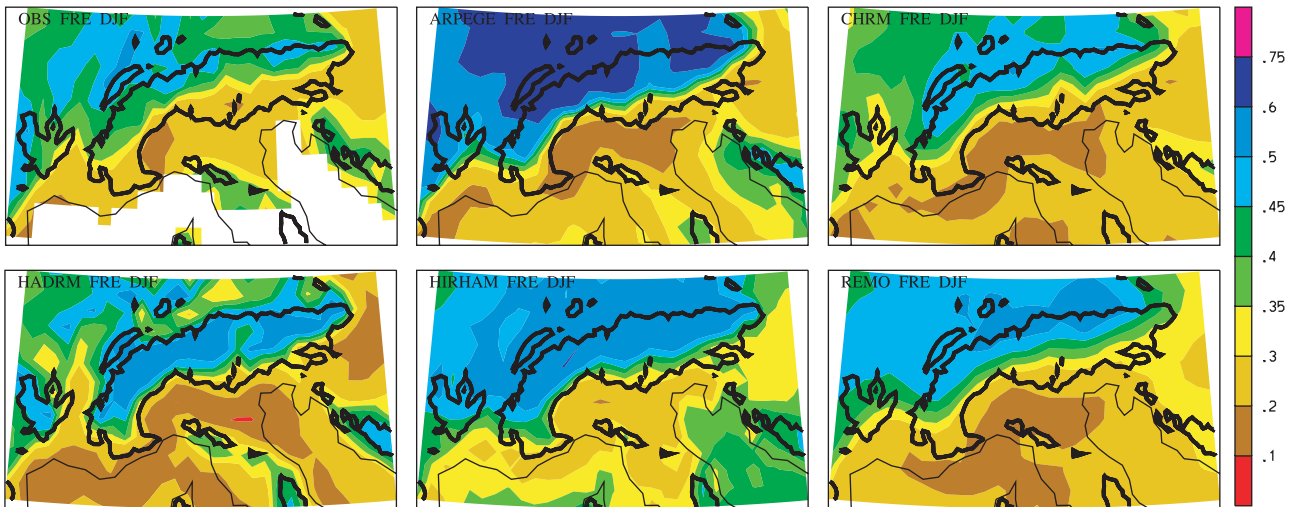 OBS FRE DJF
ARPEGE FRE DJF
CHRM FRE DJF
HADRM FRE DJF
HIRHAM FRE DJF
REMO FRE DJF
.75
.6
.5
.45
.4
.35
.3
.2
.1